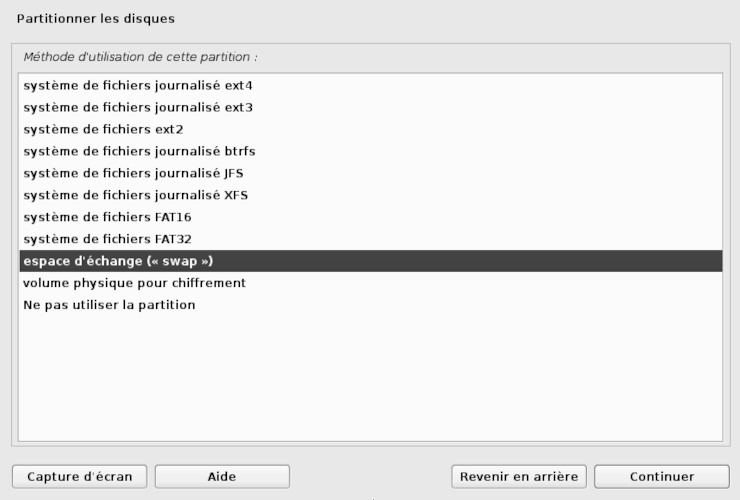 Partitionner les disques
Méthode d'utilisation de cette partition :
système de fichiers journalisé ext4
système de fichiers journalisé ext3
système de fichiers ext2
système de fichiers journalisé btrfs
système de fichiers journalisé JFS
système de fichiers journalisé XFS
système de fichiers FAT16
système de fichiers FAT32
espace d'échange (« swap »)
volume physique pour chiffrement
Ne pas utiliser la partition
Capture d'écran Aide Revenir en arrière Continuer